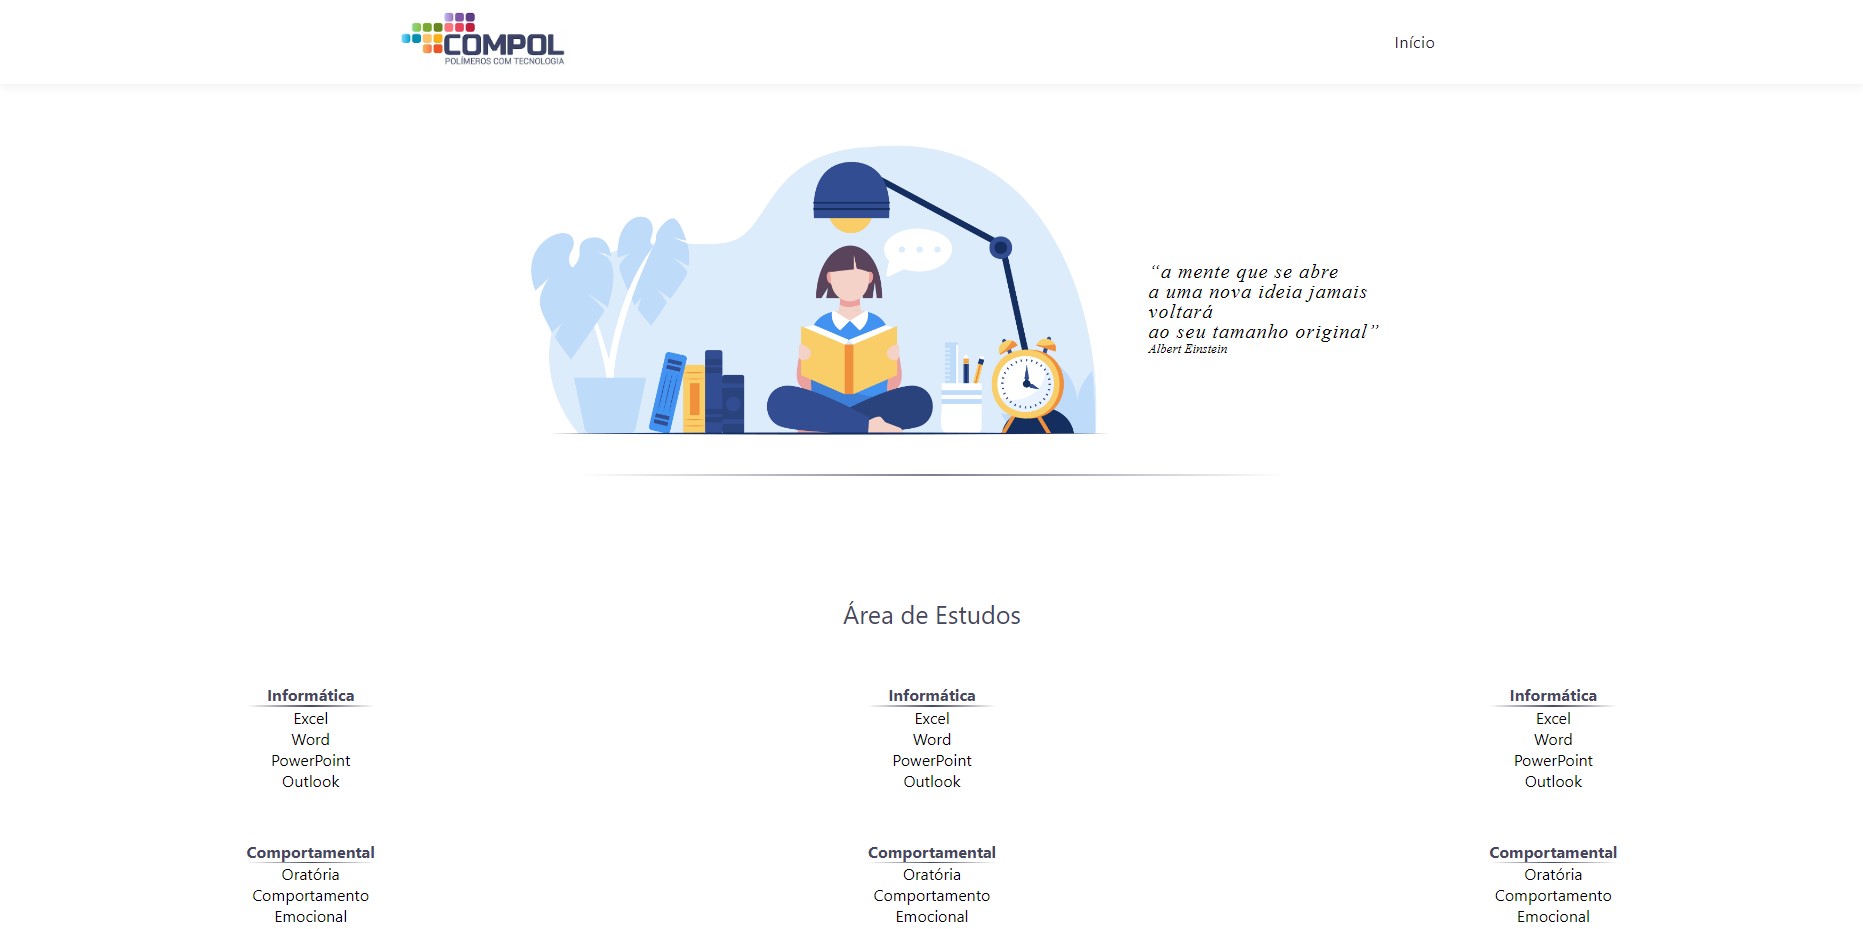 COMPOL
POLÍMEROS COM TECNOLOGIA
Início
“a mente que se abre
a uma nova ideia jamais
voltará
ao seu tamanho original”
Albert Einstein
Área de Estudos
Informática
Excel
Word
PowerPoint
Outlook
Informática
Excel
Word
PowerPoint
Outlook
Informática
Excel
Word
PowerPoint
Outlook
Comportamental
Oratória
Comportamento
Emocional
Comportamental
Oratória
Comportamento
Emocional
Comportamental
Oratória
Comportamento
Emocional